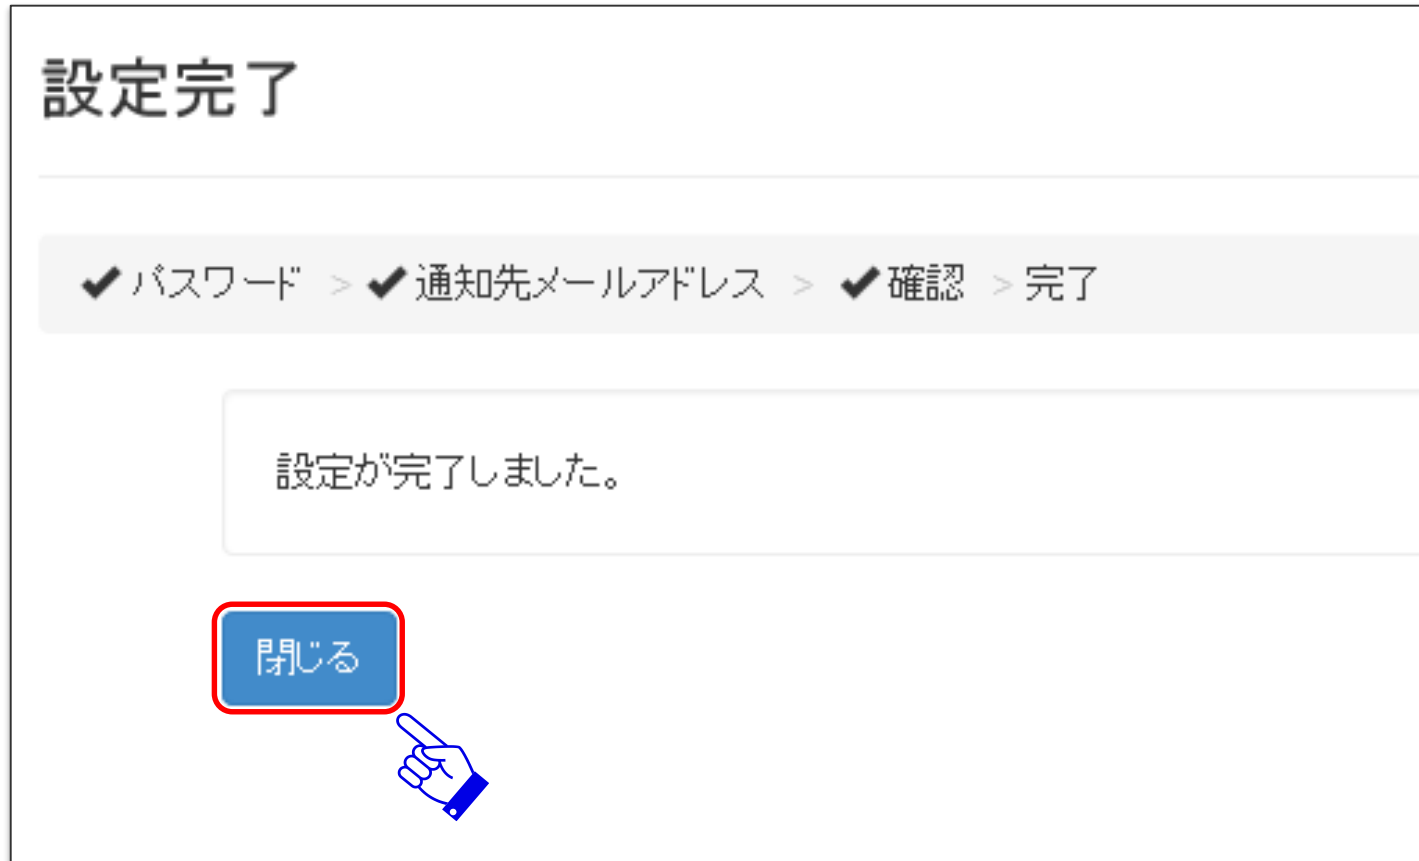 設定完了
✔パスワード > ✔通知先メールアドレス > ✔確認 > 完了
設定が完了しました。
閉じる